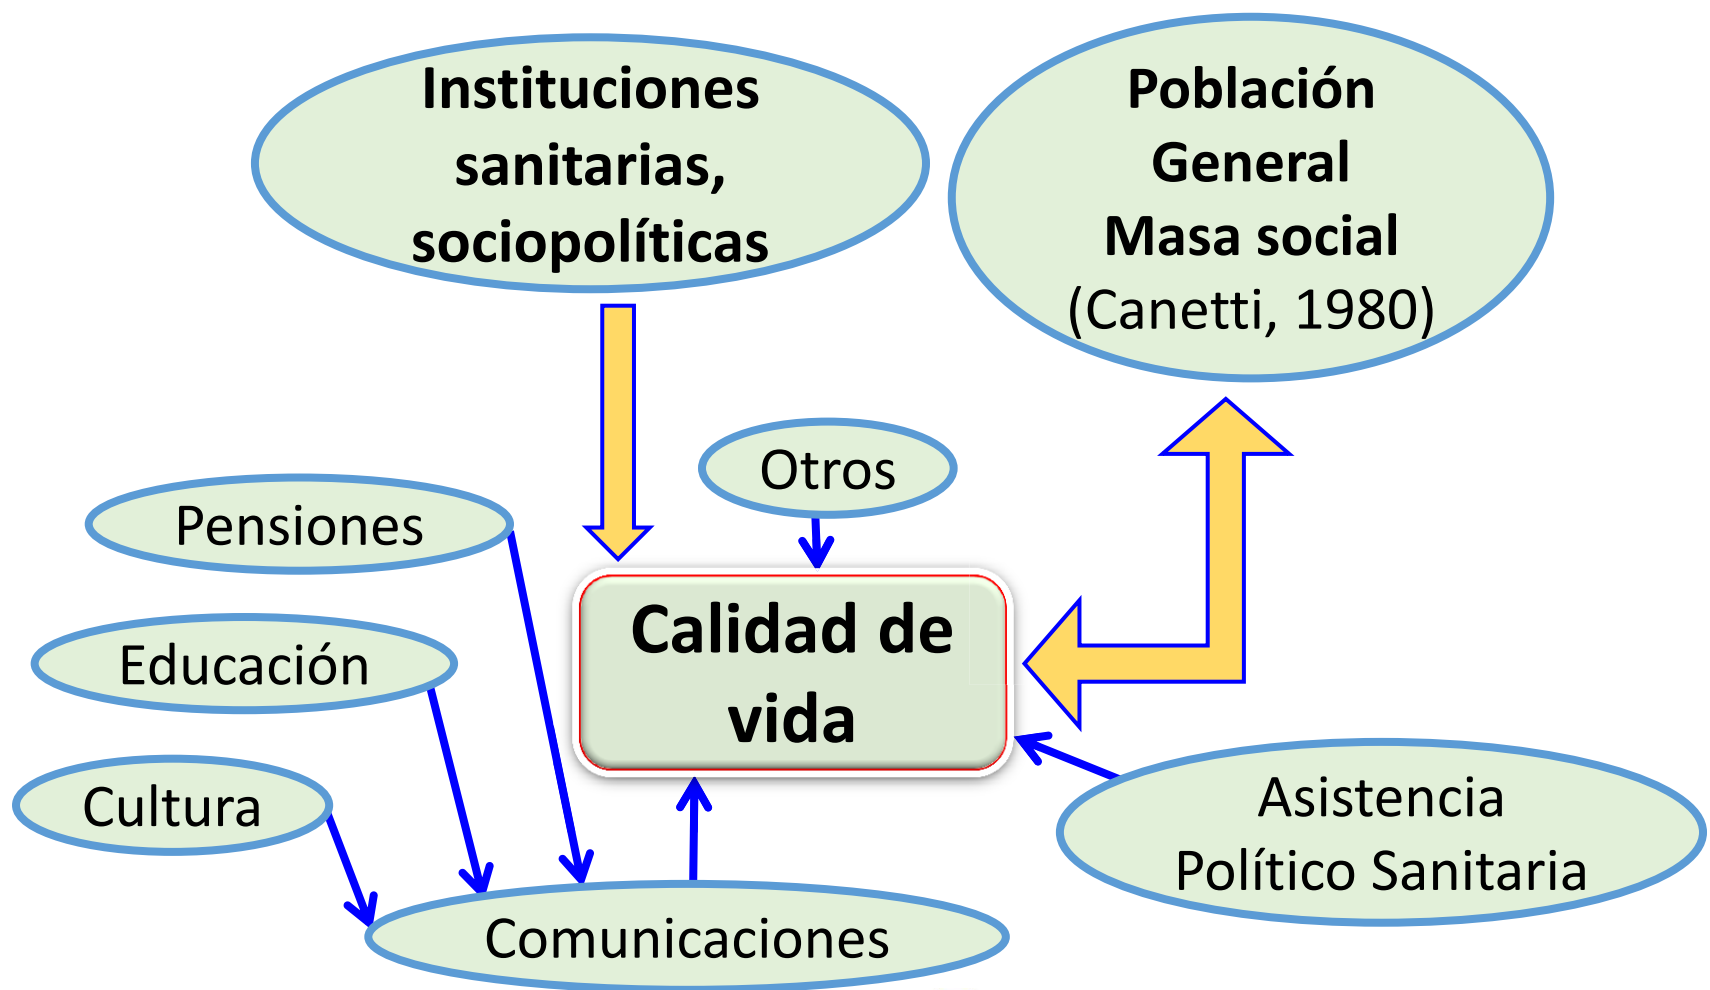 Instituciones
sanitarias,
sociopolíticas
Población
General
Masa social
(Canetti, 1980)
Otros
Pensiones
Educación
Cultura
Calidad de
vida
Asistencia
Político Sanitaria
Comunicaciones